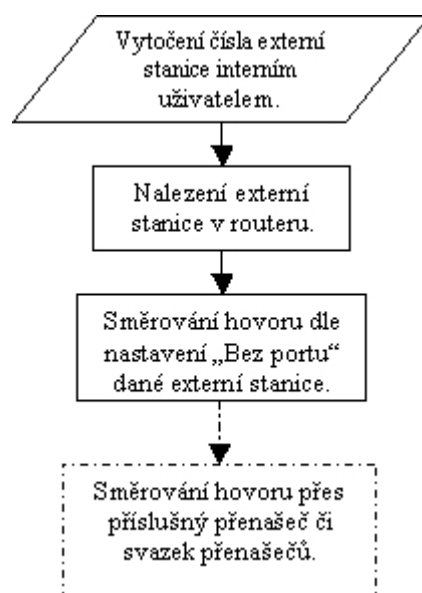 Vytočení čísla externí
stanice interním
uživatelem.
Nalezení externí
stanice v routeru.
Směrování hovoru dle
nastavení „Bez portu“
dané externí stanice.
Směrování hovoru přes
příslušný přenašeč či
svazek přenašečů.